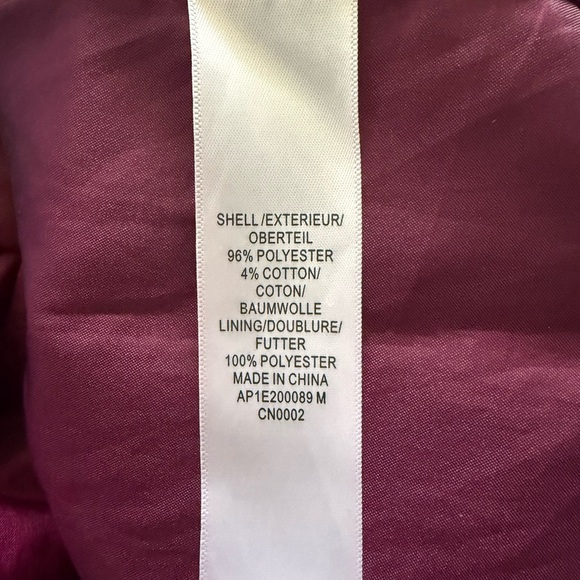 SHELL/EXTERIEUR/
OBERTEIL
96% POLYESTER
4% COTTON/
COTON/
BAUMWOLLE
LINING/DOUBLURE/
FUTTER
100% POLYESTER
MADE IN CHINA
AP1E200089 M
CN0002